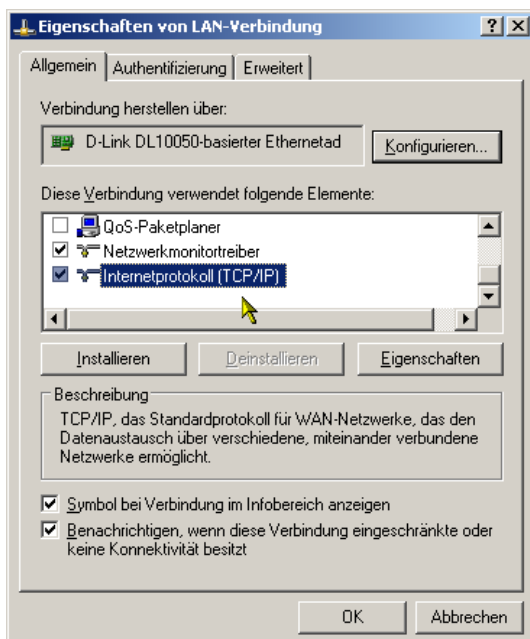 Eigenschaften von LAN-Verbindung
Allgemein Authentifizierung Erweitert
Verbindung herstellen über:
D-Link DL10050-basierter Ethernetad Konfigurieren...
Diese Verbindung verwendet folgende Elemente:
QoS-Paketplaner
Netzwerkmonitortreiber
Internetprotokoll (TCP/IP)
Installieren Deinstallieren Eigenschaften
Beschreibung
TCP/IP, das Standardprotokoll für WAN-Netzwerke, das den
Datenaustausch über verschiedene, miteinander verbundene
Netzwerke ermöglicht.
Symbol bei Verbindung im Infobereich anzeigen
Benachrichtigen, wenn diese Verbindung eingeschränkte oder
keine Konnektivität besitzt
OK Abbrechen